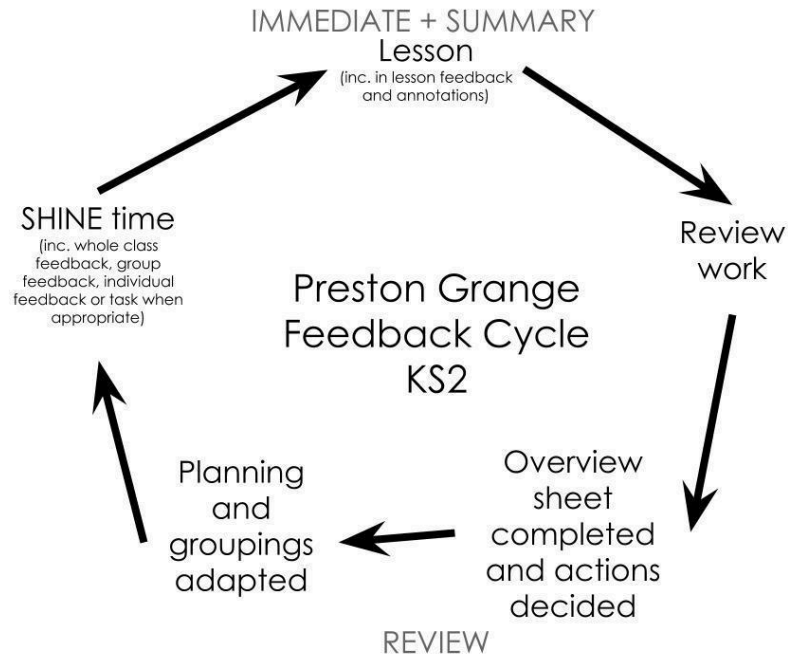 IMMEDIATE + SUMMARY
Lesson
(inc. in lesson feedback
and annotations)
SHINE time
(inc. whole class
feedback, group
feedback, individual
feedback or task when
appropriate)
Review
work
Preston Grange
Feedback Cycle
KS2
Planning
and
groupings
adapted
Overview
sheet
completed
and actions
decided
REVIEW